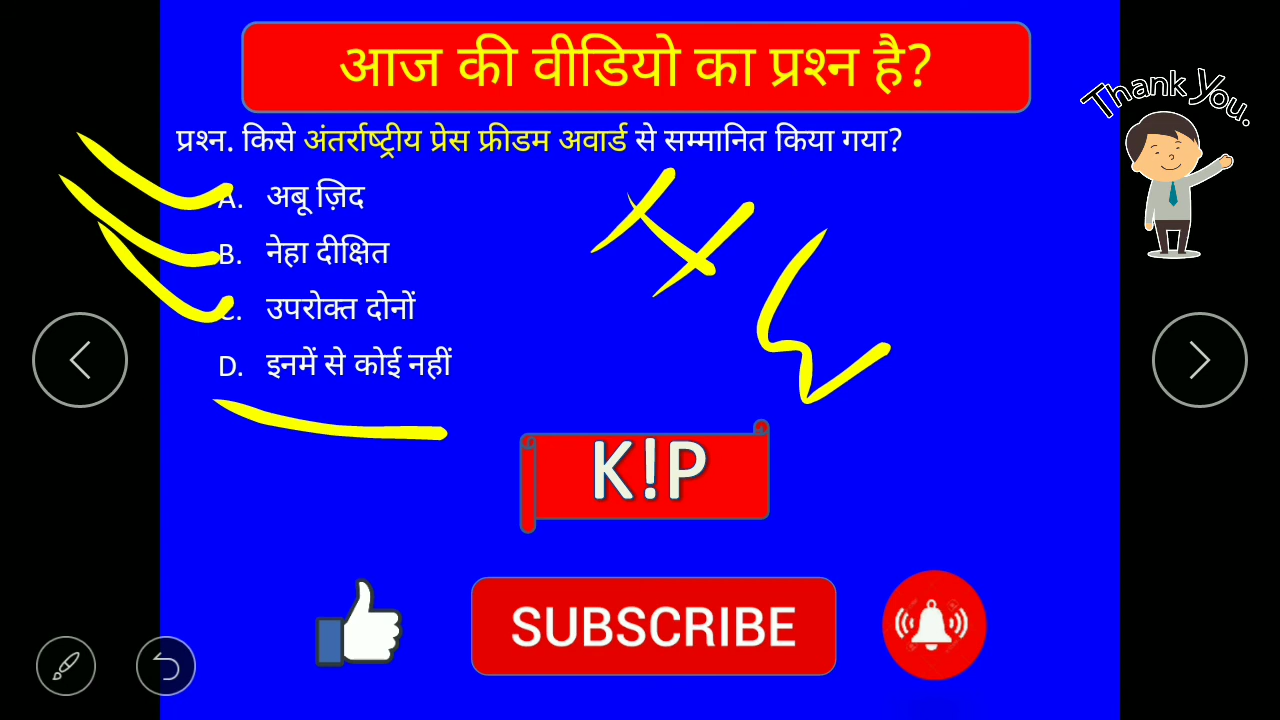 आज की वीडियो का प्रश्न है?
Thank You.
प्रश्न. किसे अंतर्राष्ट्रीय प्रेस फ्रीडम अवार्ड से सम्मानित किया गया?
A. अबू ज़िद
B. नेहा दीक्षित
C. उपरोक्त दोनों
D. इनमें से कोई नहीं
H W
K!P
SUBSCRIBE